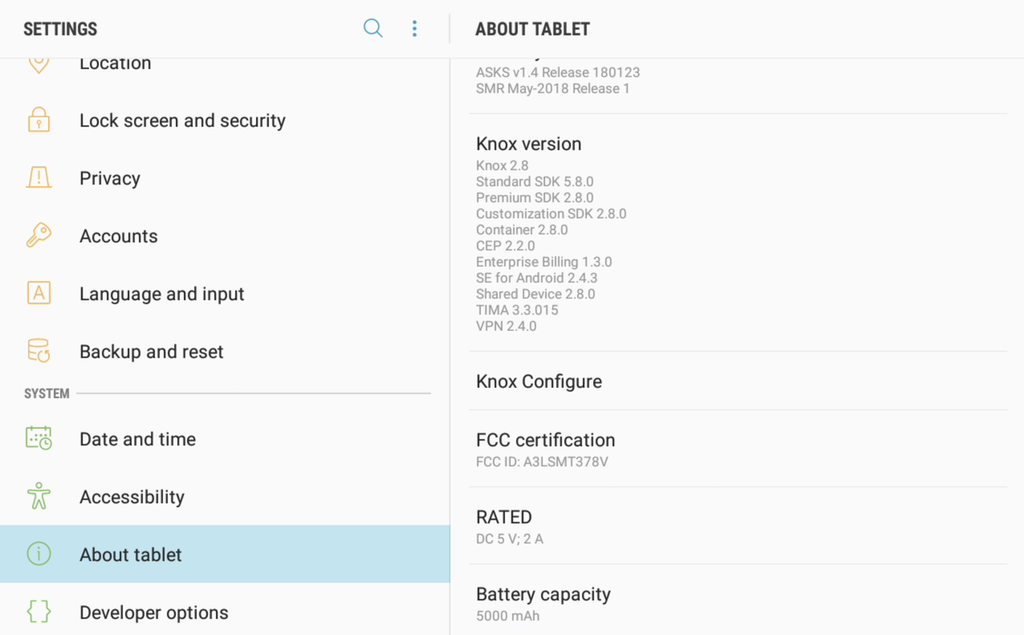 SETTINGS
Location
Lock screen and security
Privacy
Accounts
A
Language and input
Backup and reset
SYSTEM
Date and time
Accessibility
About tablet
Developer options
ABOUT TABLET
ASKS v1.4 Release 180123
SMR May-2018 Release 1
Knox version
Knox 2.8
Standard SDK 5.8.0
Premium SDK 2.8.0
Customization SDK 2.8.0
Container 2.8.0
CEP 2.2.0
Enterprise Billing 1.3.0
SE for Android 2.4.3
Shared Device 2.8.0
TIMA 3.3.015
VPN 2.4.0
Knox Configure
FCC certification
FCC ID: A3LSMT378V
RATED
DC 5 V; 2 A
Battery capacity
5000 mAh